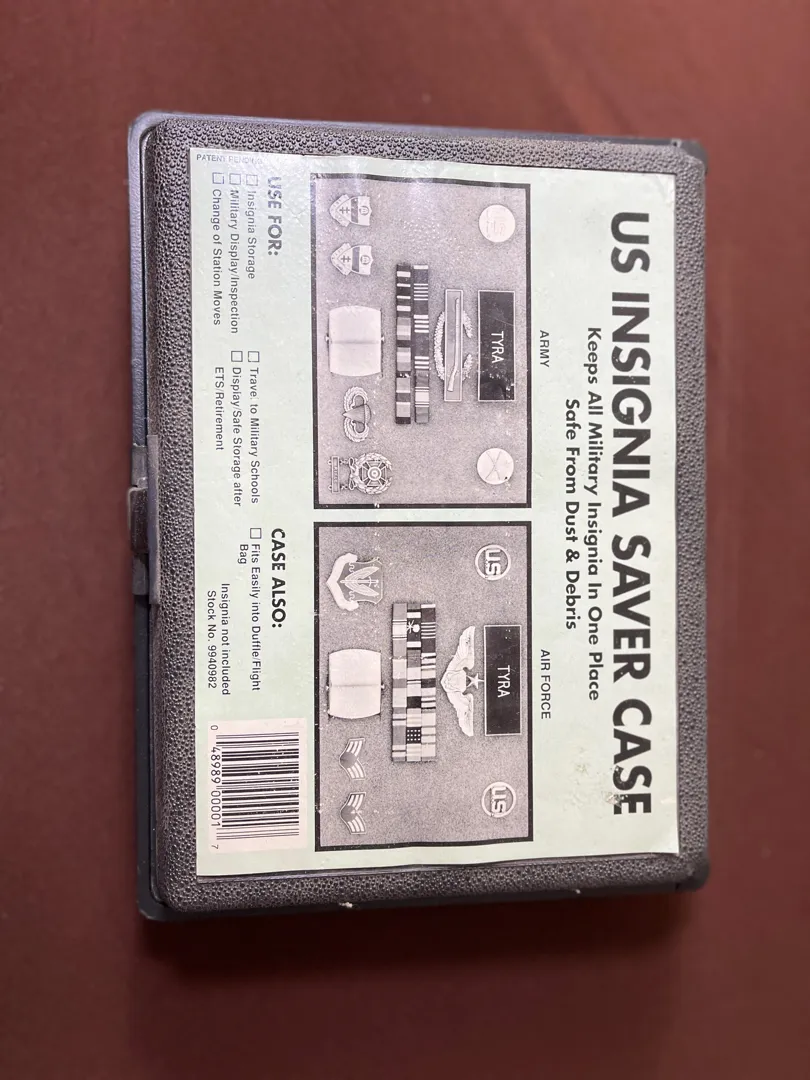 US INSIGNIA SAVER CASE
Keeps All Military Insignia In One Place
Safe From Dust & Debris
ARMY
AIR FORCE
TYRA
TYRA
U.S
U.S
USE FOR:
☐ Insignia Storage
☐ Military Display/Inspection
☐ Change of Station Moves
☐ Trave. to Military Schools
☐ Display/Safe Storage after
ETS/Retirement
CASE ALSO:
☐ Fits Easily into Duffle/Flight
Bag
Insignia not included
Stock No. 9940982
PATENT PENDING
0 48989 00001 7